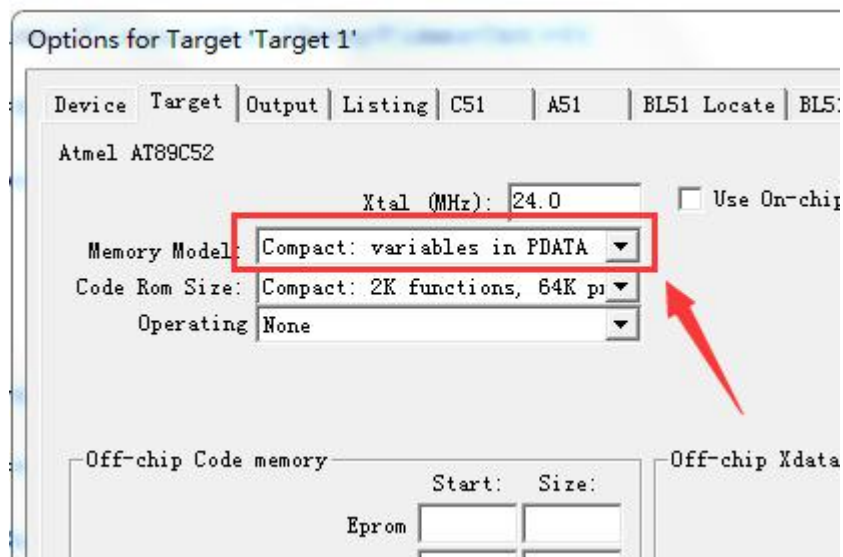 Options for Target 'Target 1'
Device Target Output Listing C51 A51 BL51 Locate
Atmel AT89C52
Xtal (MHz): 24.0 Use On-chip
Memory Model: Compact: variables in PDATA
Code Rom Size: Compact: 2K functions, 64K
Operating None
Off-chip Code memory Off-chip Xdata
Start: Size:
Eprom